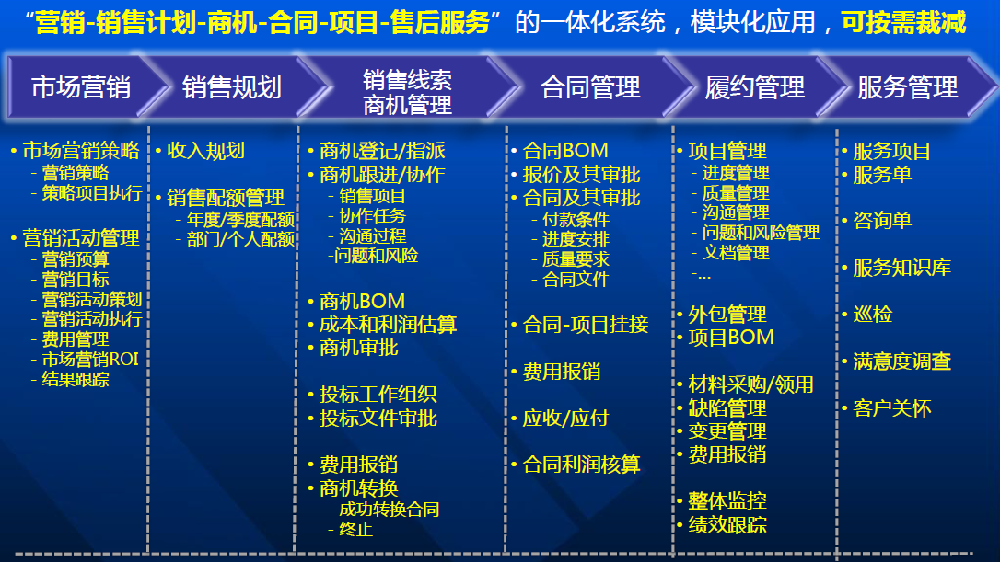 “营销-销售计划-商机-合同-项目-售后服务”的一体化系统，模块化应用，可按需裁减
市场营销
销售规划
销售线索
商机管理
合同管理
履约管理
服务管理
• 市场营销策略
- 营销策略
- 策略项目执行
• 营销活动管理
- 营销预算
- 营销目标
- 营销活动策划
- 营销活动执行
- 费用管理
- 市场营销ROI
- 结果跟踪
• 收入规划
• 销售配额管理
- 年度/季度配额
- 部门/个人配额
• 商机登记/指派
• 商机跟进/协作
- 销售项目
- 协作任务
- 沟通过程
-问题和风险
• 商机BOM
• 成本和利润估算
• 商机审批
• 投标工作组织
• 投标文件审批
• 费用报销
• 商机转换
- 成功转换合同
- 终止
• 合同BOM
• 报价及其审批
• 合同及其审批
- 付款条件
- 进度安排
- 质量要求
- 合同文件
• 合同-项目挂接
• 费用报销
• 应收/应付
• 合同利润核算
• 项目管理
- 进度管理
- 质量管理
- 沟通管理
- 问题和风险管理
- 文档管理
-...
• 外包管理
• 项目BOM
• 材料采购/领用
• 缺陷管理
• 变更管理
• 费用报销
• 整体监控
• 绩效跟踪
• 服务项目
• 服务单
• 咨询单
• 服务知识库
• 巡检
• 满意度调查
• 客户关怀